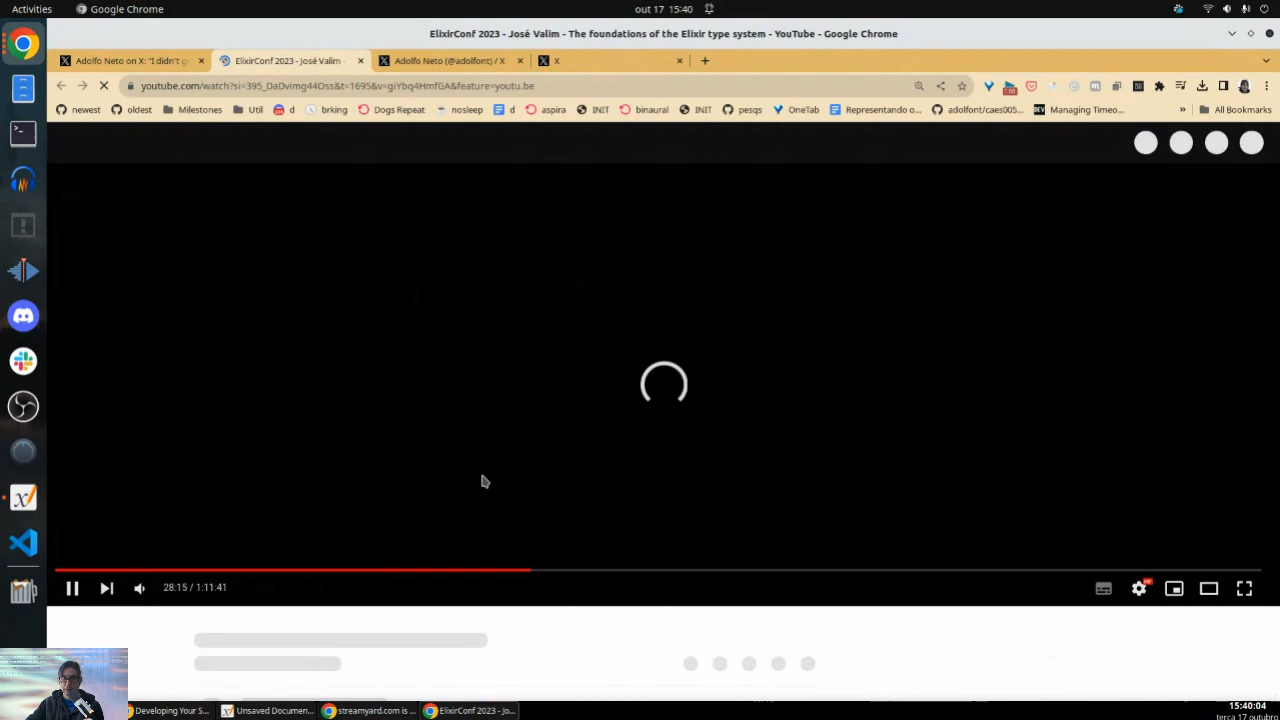 Activities
Google Chrome
out 17 15:40
ElixirConf 2023 - José Valim - The foundations of the Elixir type system - YouTube - Google Chrome
Adolfo Neto on X: "I didn't g
ElixirConf 2023 - José Valim -
Adolfo Neto (@adolfont) / X
X
youtube.com/watch?si=395_DaDvimg44Oss&t=1695&v=giYbq4HmfGA&feature=youtu.be
newest
oldest
Milestones
Util
d
brking
Dogs Repeat
nosleep
d
aspira
INIT
binaural
INIT
pesqs
OneTab
Representando o...
adolfont/caes005...
DEV
Managing Timeo...
»
All Bookmarks
28:15 / 1:11:41
HD
Developing Your S...
Unsaved Documen...
streamyard.com is ...
ElixirConf 2023 - Jo...
15:40:04
terça 17 outubro